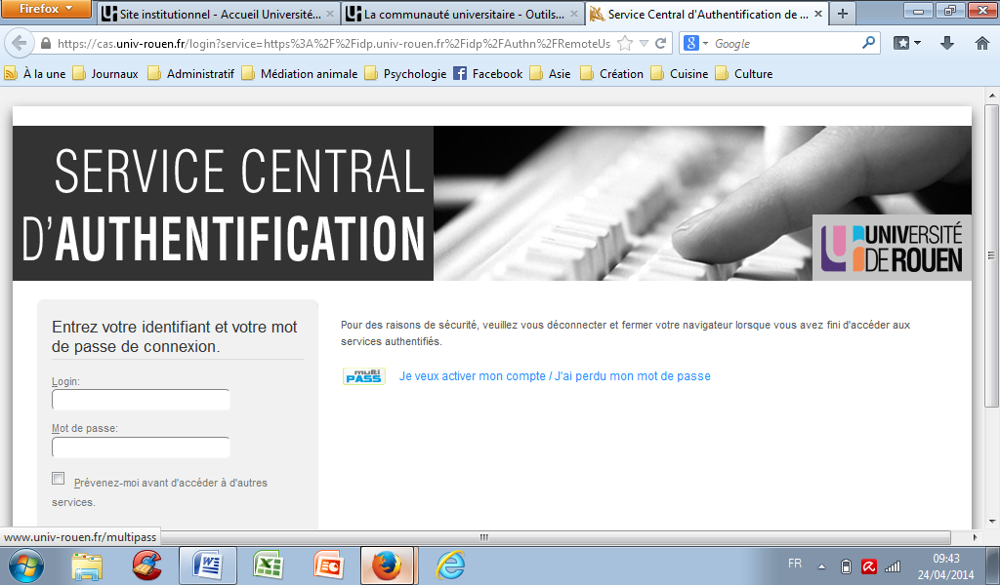 Firefox
Site institutionnel - Accueil Université...
La communauté universitaire - Outils...
Service Central d'Authentification de ...
https://cas.univ-rouen.fr/login?service=https%3A%2F%2Fidp.univ-rouen.fr%2Fidp%2FAuthn%2FRemoteUs
Google
À la une
Journaux
Administratif
Médiation animale
Psychologie
Facebook
Asie
Création
Cuisine
Culture
SERVICE CENTRAL
D'AUTHENTIFICATION
UNIVERSITÉ
DE ROUEN
Entrez votre identifiant et votre mot
de passe de connexion.
Login:
Mot de passe:
Prévenez-moi avant d'accéder à d'autres
services.
Pour des raisons de sécurité, veuillez vous déconnecter et fermer votre navigateur lorsque vous avez fini d'accéder aux
services authentifiés.
multi
PASS
Je veux activer mon compte / J'ai perdu mon mot de passe
www.univ-rouen.fr/multipass
FR
09:43
24/04/2014